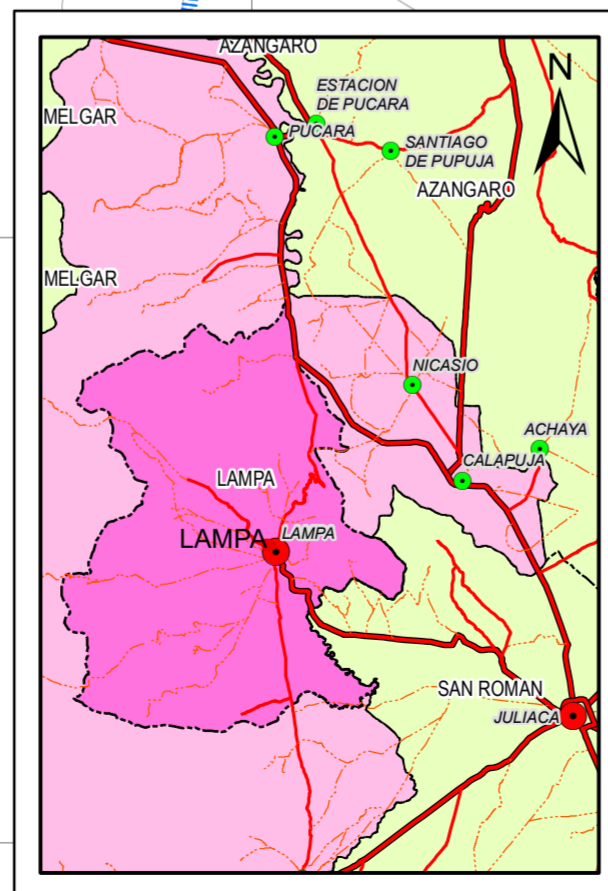 AZANGARO
ESTACION
DE PUCARA
N
MELGAR
PUCARA
SANTIAGO
DE PUPUJA
AZANGARO
MELGAR
NICASIO
ACHAYA
CALAPUJA
LAMPA
LAMPA
LAMPA
SAN ROMAN
JULIACA